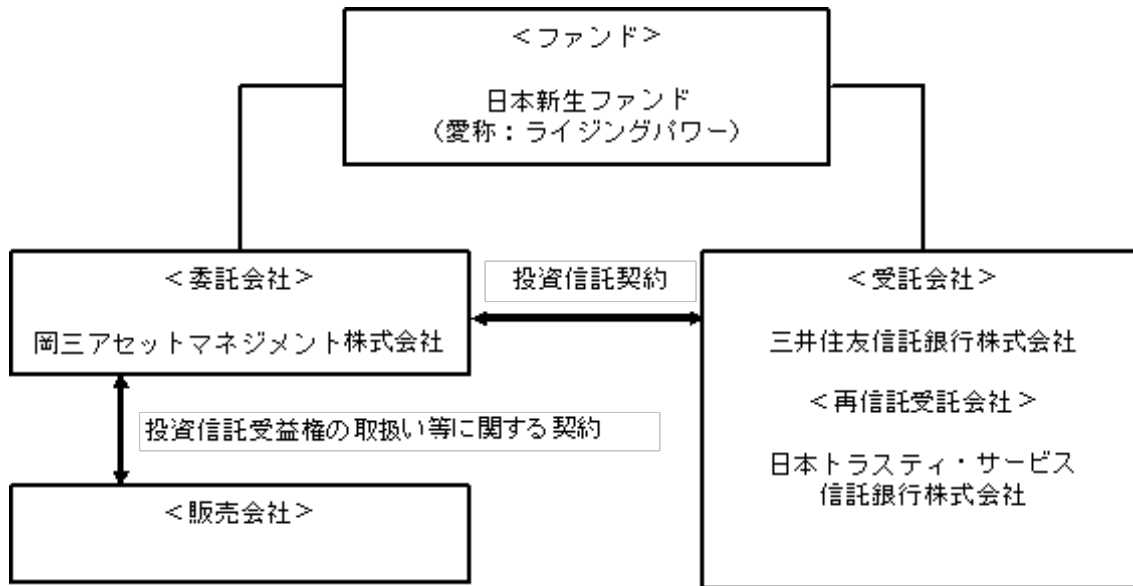 ＜ファンド＞
日本新生ファンド
（愛称：ライジングパワー）
＜委託会社＞
岡三アセットマネジメント株式会社
投資信託契約
＜受託会社＞
三井住友信託銀行株式会社
＜再信託受託会社＞
日本トラスティ・サービス
信託銀行株式会社
投資信託受益権の取扱い等に関する契約
＜販売会社＞